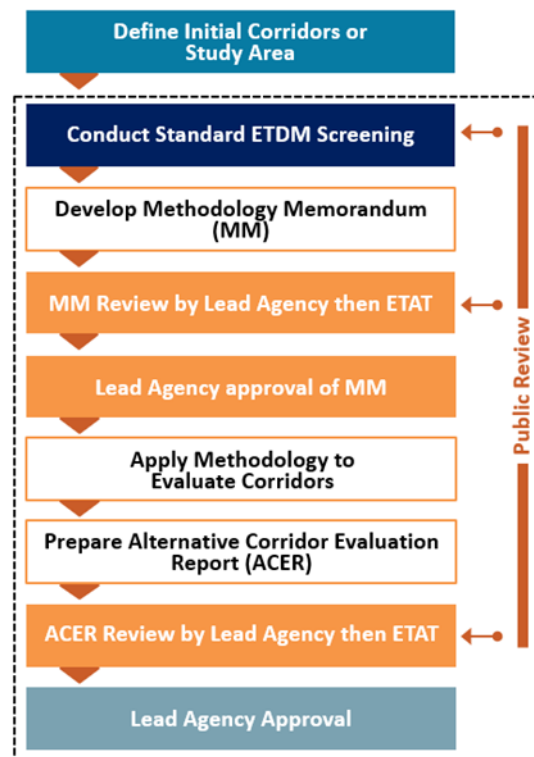 Define Initial Corridors or
Study Area
Conduct Standard ETDM Screening
Develop Methodology Memorandum
(MM)
MM Review by Lead Agency then ETAT
Lead Agency approval of MM
Apply Methodology to
Evaluate Corridors
Prepare Alternative Corridor Evaluation
Report (ACER)
ACER Review by Lead Agency then ETAT
Lead Agency Approval
Public Review